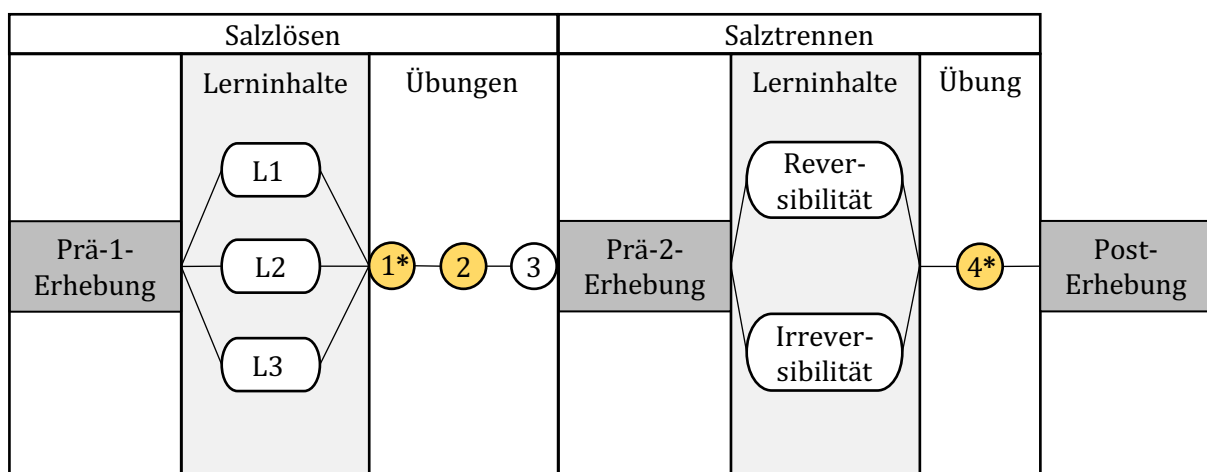 Salzlösen
Salztrennen
Lerninhalte
Übungen
Lerninhalte
Übung
L1
L2
L3
Prä-1-
Erhebung
1*
2
3
Prä-2-
Erhebung
Rever-
sibilität
Irrever-
sibilität
4*
Post-
Erhebung